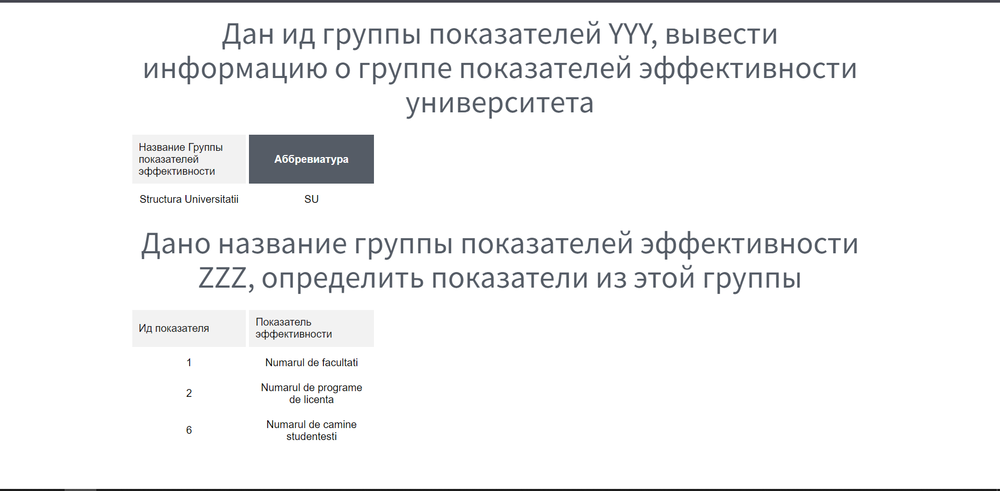 Дан ид группы показателей YYY, вывести
информацию о группе показателей эффективности
университета
Название Группы
показателей
эффективности
Аббревиатура
Structura Universitatii
SU
Дано название группы показателей эффективности
ZZZ, определить показатели из этой группы
Ид показателя
Показатель
эффективности
1
Numarul de facultati
2
Numarul de programe
de licenta
6
Numarul de camine
studentesti